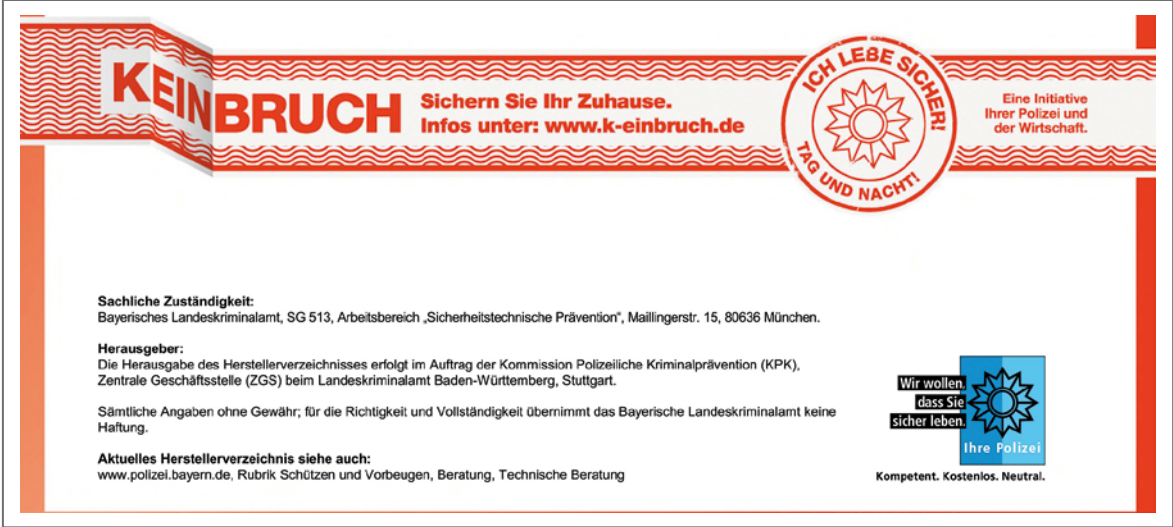 KEINBRUCH
Sichern Sie Ihr Zuhause.
Infos unter: www.k-einbruch.de
ICH LEBE SICHER!
TAG UND NACHT!
Eine Initiative
Ihrer Polizei und
der Wirtschaft.
Sachliche Zuständigkeit:
Bayerisches Landeskriminalamt, SG 513, Arbeitsbereich „Sicherheitstechnische Prävention", Maillingerstr. 15, 80636 München.
Herausgeber:
Die Herausgabe des Herstellerverzeichnisses erfolgt im Auftrag der Kommission Polizeiliche Kriminalprävention (KPK),
Zentrale Geschäftsstelle (ZGS) beim Landeskriminalamt Baden-Württemberg, Stuttgart.
Sämtliche Angaben ohne Gewähr; für die Richtigkeit und Vollständigkeit übernimmt das Bayerische Landeskriminalamt keine
Haftung.
Aktuelles Herstellerverzeichnis siehe auch:
www.polizei.bayern.de, Rubrik Schützen und Vorbeugen, Beratung, Technische Beratung
Wir wollen,
dass Sie
sicher leben.
Ihre Polizei
Kompetent. Kostenlos. Neutral.